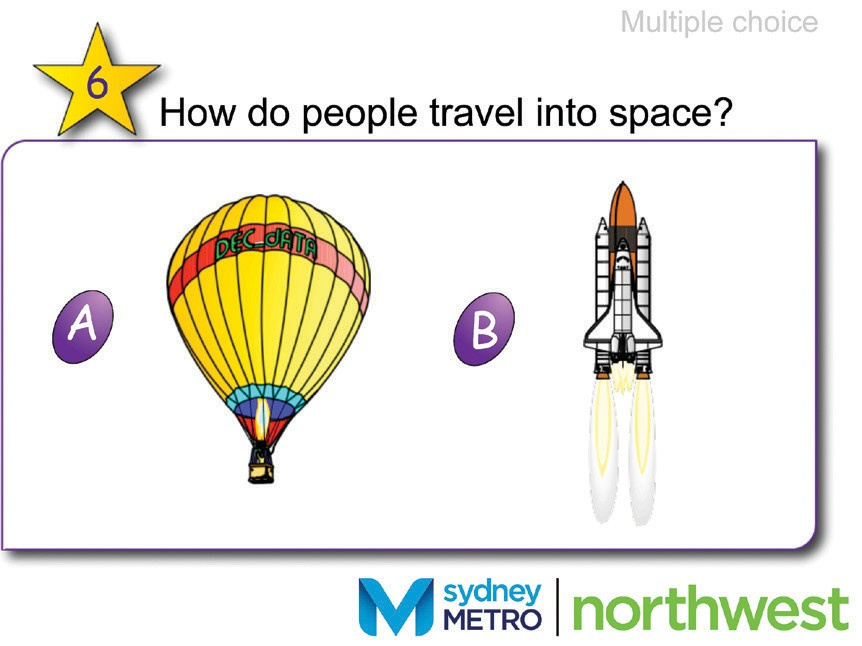 Multiple choice
6
How do people travel into space?
DEC_dATA
A
B
sydney
METRO
northwest